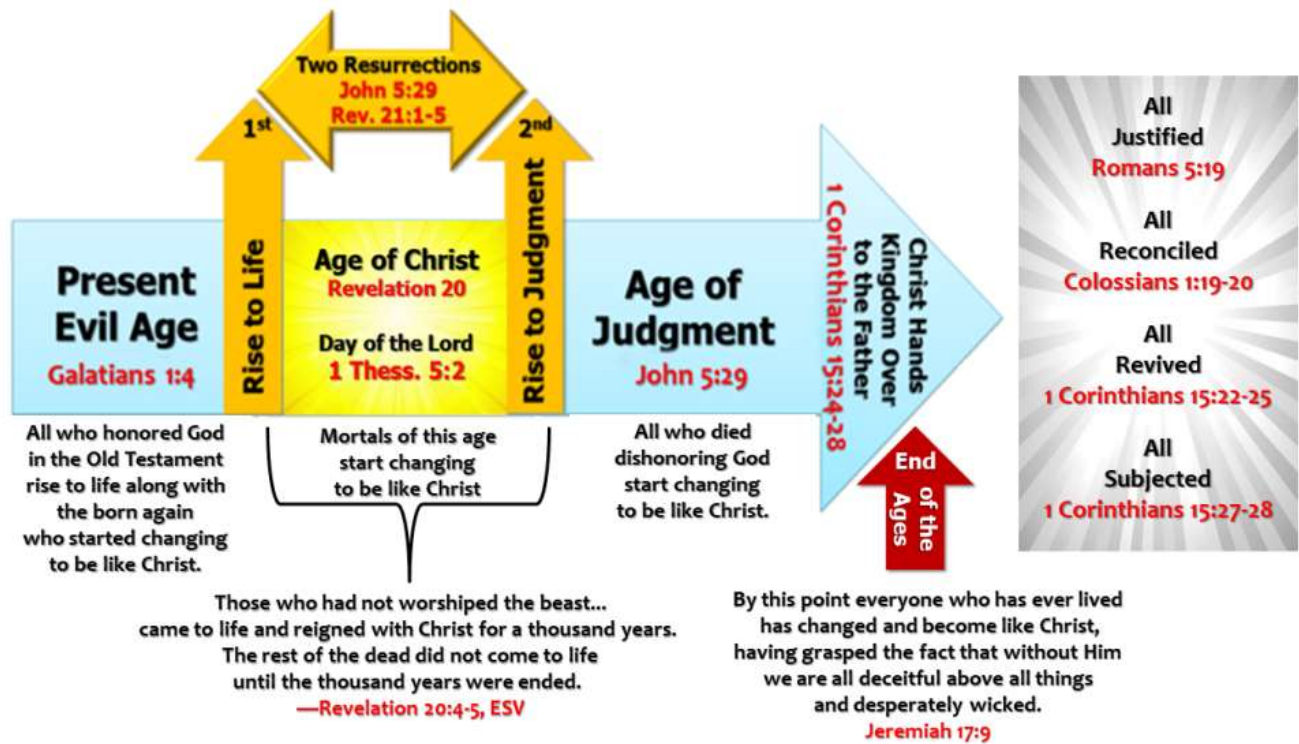 Two Resurrections
John 5:29
Rev. 21:1-5
1st
Rise to Life
2nd
Rise to Judgment
Present
Evil Age
Galatians 1:4
Age of Christ
Revelation 20
Day of the Lord
1 Thess. 5:2
Age of
Judgment
John 5:29
Christ Hands
Kingdom Over
to the Father
1 Corinthians 15:24-28
All who honored God
in the Old Testament
rise to life along with
the born again
who started changing
to be like Christ.
Mortals of this age
start changing
to be like Christ
All who died
dishonoring God
start changing
to be like Christ.
End
of the
Ages
Those who had not worshiped the beast...
came to life and reigned with Christ for a thousand years.
The rest of the dead did not come to life
until the thousand years were ended.
—Revelation 20:4-5, ESV
By this point everyone who has ever lived
has changed and become like Christ,
having grasped the fact that without Him
we are all deceitful above all things
and desperately wicked.
Jeremiah 17:9
All
Justified
Romans 5:19
All
Reconciled
Colossians 1:19-20
All
Revived
1 Corinthians 15:22-25
All
Subjected
1 Corinthians 15:27-28